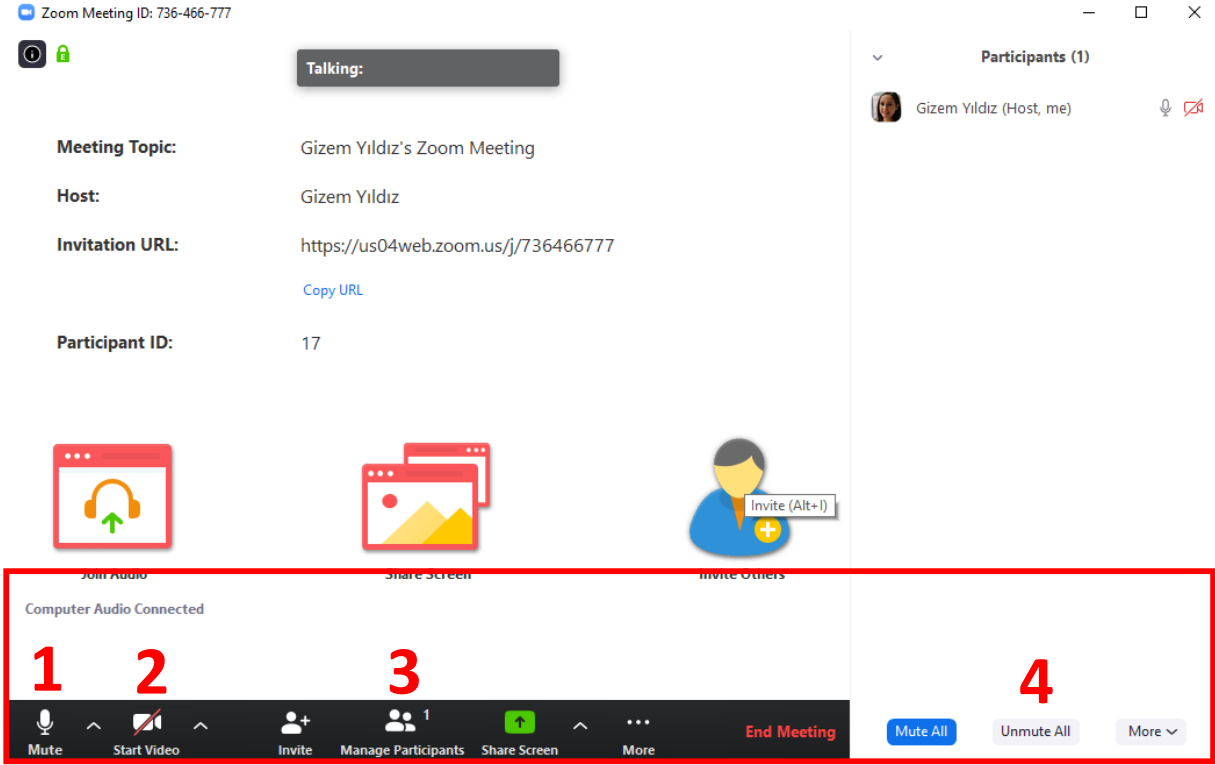 Zoom Meeting ID: 736-466-777
Talking:
Participants (1)
Gizem Yıldız (Host, me)
Meeting Topic: Gizem Yıldız's Zoom Meeting
Host: Gizem Yıldız
Invitation URL: https://us04web.zoom.us/j/736466777
Copy URL
Participant ID: 17
Invite (Alt+I)
Join Audio Share Screen Invite Others
Computer Audio Connected
1 2 3 4
1
Mute Start Video Invite Manage Participants Share Screen More End Meeting
Mute All Unmute All More